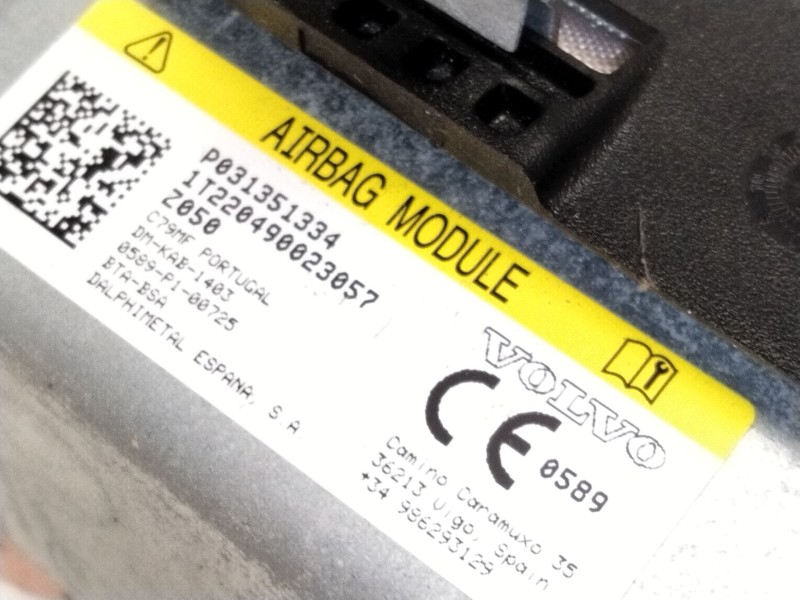 AIRBAG MODULE
P031351334
1T220490023057
Z050
C79MF PORTUGAL
DM-KAB-1403
0589-P1-00725
BTA-BSA
DALPHIMETAL ESPANA, S.A.
VOLVO
CE 0589
Camino Caramuxo 35
36213 Vigo, Spain
+34 986293129